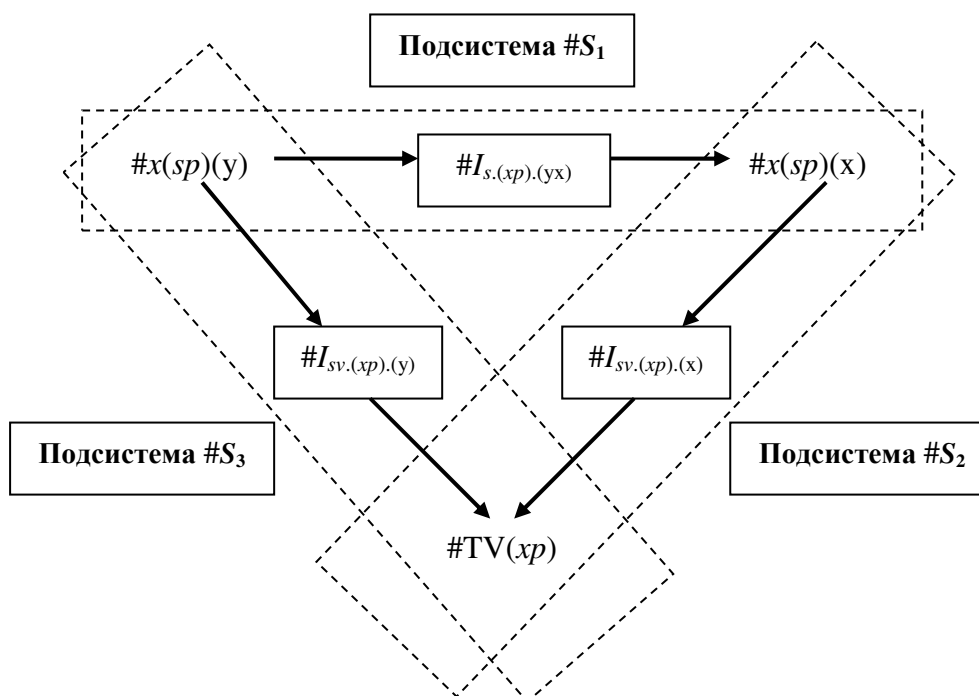 Подсистема #S₁
#x(sp)(y)
#Iₛ.(xp).(yx)
#x(sp)(x)
#Iₛᵥ.(xp).(y)
#Iₛᵥ.(xp).(x)
Подсистема #S₃
Подсистема #S₂
#TV(xp)